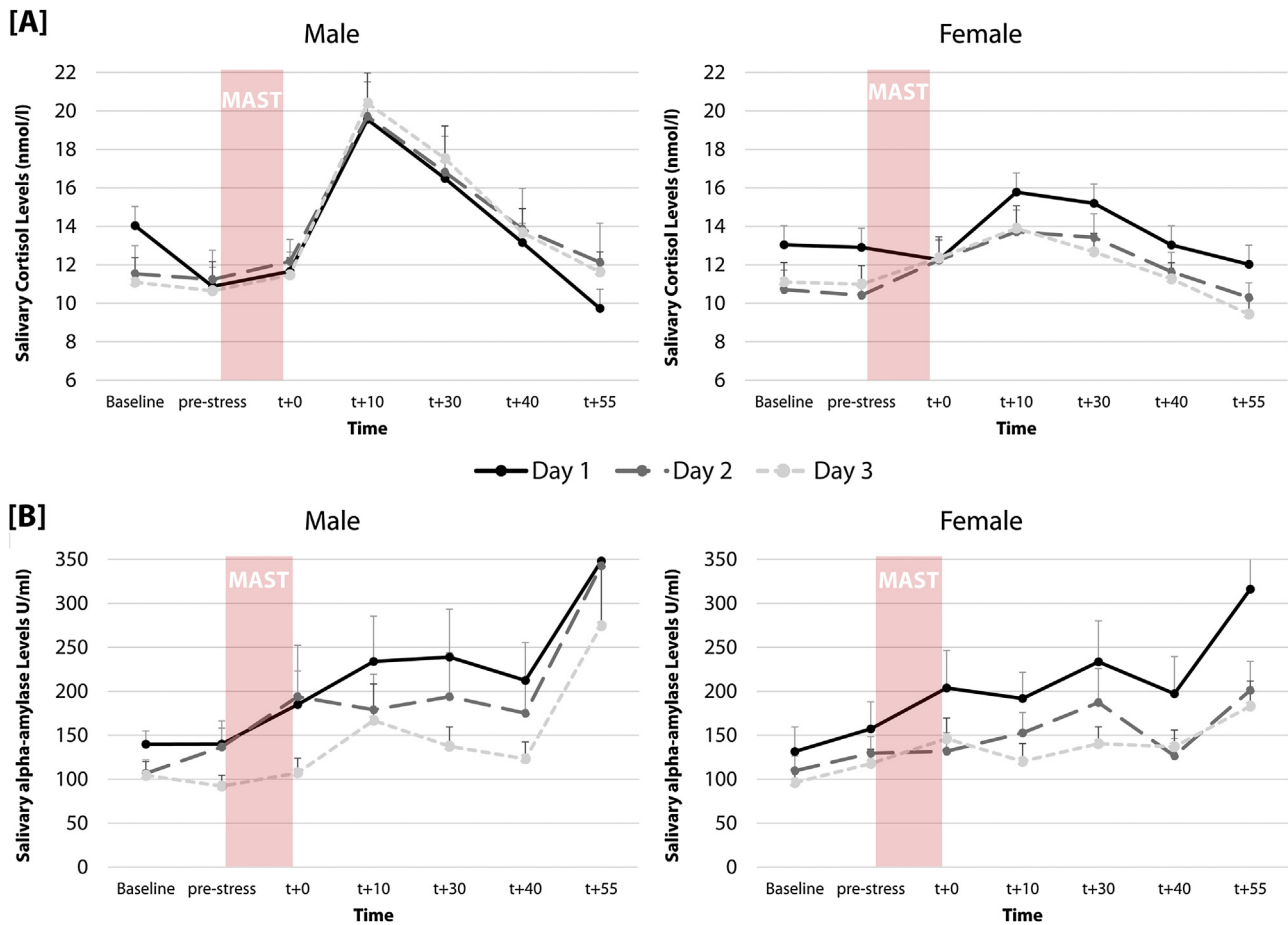 [A]
Male
Female
Salivary Cortisol Levels (nmol/l)
22
20
18
16
14
12
10
8
6
MAST
Baseline pre-stress t+0 t+10 t+30 t+40 t+55
Time
Salivary Cortisol Levels (nmol/l)
22
20
18
16
14
12
10
8
6
MAST
Baseline pre-stress t+0 t+10 t+30 t+40 t+55
Time
Day 1 Day 2 Day 3
[B]
Male
Female
Salivary alpha-amylase Levels U/ml)
350
300
250
200
150
100
50
0
MAST
Baseline pre-stress t+0 t+10 t+30 t+40 t+55
Time
Salivary alpha-amylase Levels U/ml)
350
300
250
200
150
100
50
0
MAST
Baseline pre-stress t+0 t+10 t+30 t+40 t+55
Time